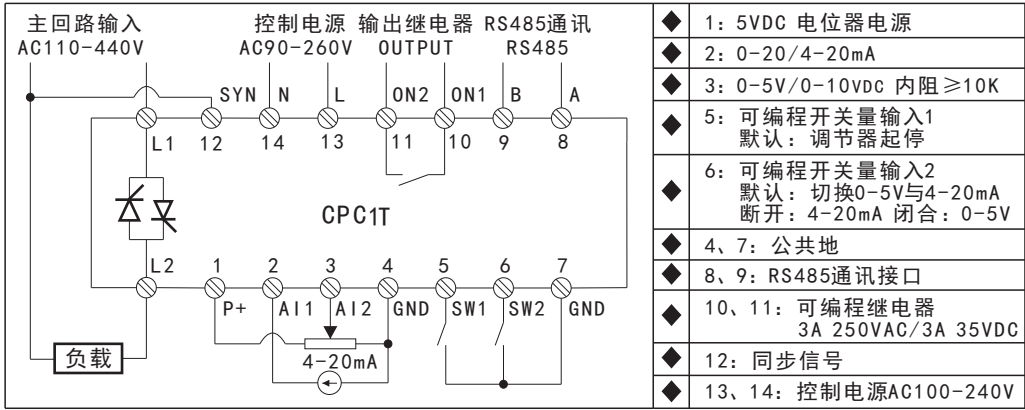 主回路输入 控制电源 输出继电器 RS485通讯
AC110-440V AC90-260V OUTPUT RS485
SYN N L ON2 ON1 B A
L1 12 14 13 11 10 9 8
CPC1T
L2 1 2 3 4 5 6 7
P+ AI1 AI2 GND SW1 SW2 GND
4-20mA
负载
1: 5VDC 电位器电源
2: 0-20/4-20mA
3: 0-5V/0-10VDC 内阻≥10K
5: 可编程开关量输入1
默认: 调节器起停
6: 可编程开关量输入2
默认: 切换0-5V与4-20mA
断开: 4-20mA 闭合: 0-5V
4、7: 公共地
8、9: RS485通讯接口
10、11: 可编程继电器
3A 250VAC/3A 35VDC
12: 同步信号
13、14: 控制电源AC100-240V